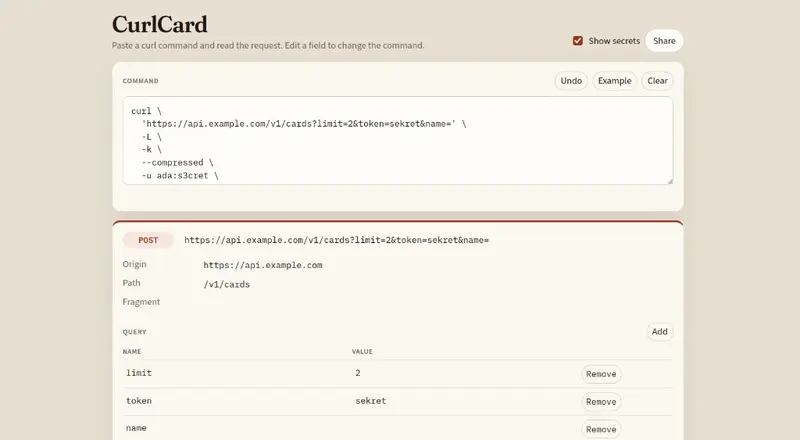 CurlCard
Paste a curl command and read the request. Edit a field to change the command.
Show secrets
Share
COMMAND
Undo
Example
Clear
curl \
'https://api.example.com/v1/cards?limit=2&token=sekret&name=' \
-L \
-k \
--compressed \
-u ada:s3cret \
POST
https://api.example.com/v1/cards?limit=2&token=sekret&name=
Origin
https://api.example.com
Path
/v1/cards
Fragment
QUERY
Add
NAME
VALUE
limit
2
Remove
token
sekret
Remove
name
Remove